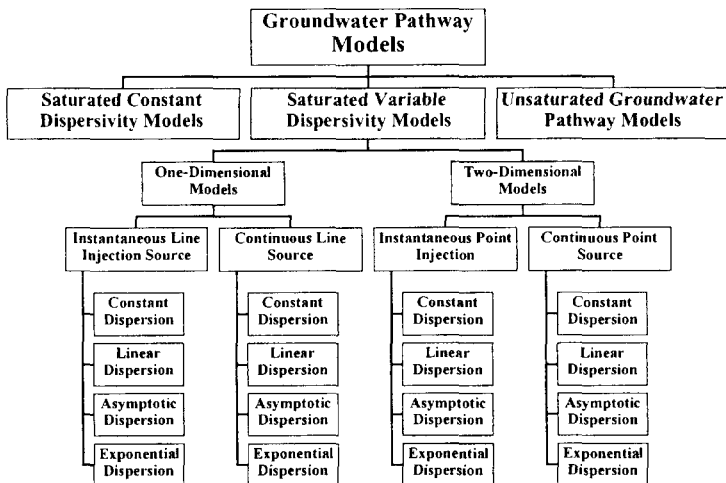 Groundwater Pathway
Models
Saturated Constant
Dispersivity Models
Saturated Variable
Dispersivity Models
Unsaturated Groundwater
Pathway Models
One-Dimensional
Models
Two-Dimensional
Models
Instantaneous Line
Injection Source
Continuous Line
Source
Instantaneous Point
Injection
Continuous Point
Source
Constant
Dispersion
Linear
Dispersion
Asymptotic
Dispersion
Exponential
Dispersion
Constant
Dispersion
Linear
Dispersion
Asymptotic
Dispersion
Exponential
Dispersion
Constant
Dispersion
Linear
Dispersion
Asymptotic
Dispersion
Exponential
Dispersion
Constant
Dispersion
Linear
Dispersion
Asymptotic
Dispersion
Exponential
Dispersion